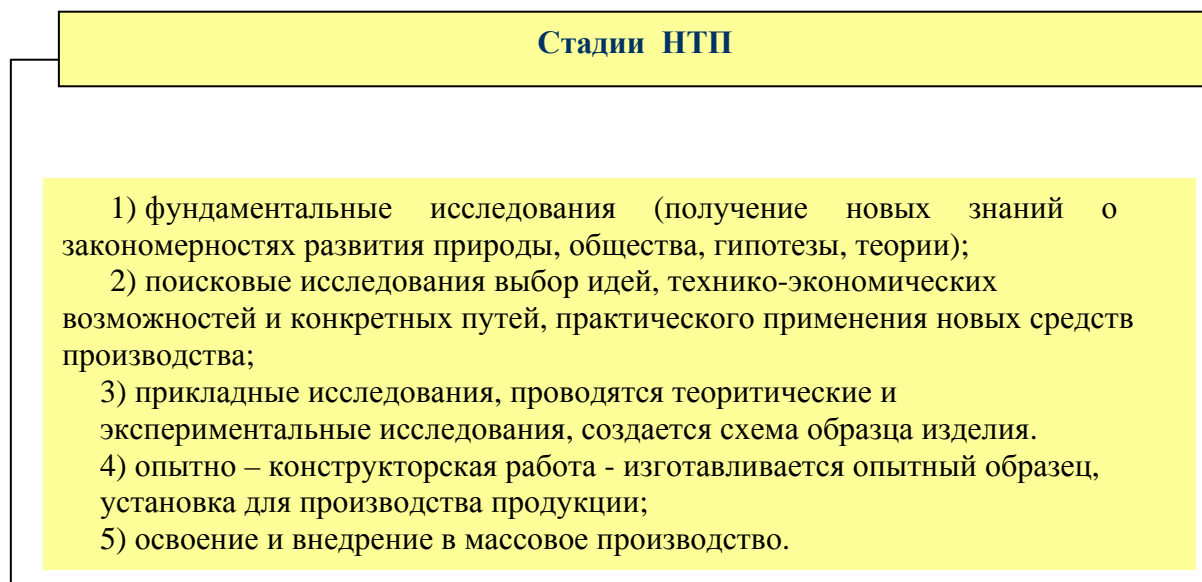 Стадии НТП
1) фундаментальные исследования (получение новых знаний о
закономерностях развития природы, общества, гипотезы, теории);
2) поисковые исследования выбор идей, технико-экономических
возможностей и конкретных путей, практического применения новых средств
производства;
3) прикладные исследования, проводятся теоритические и
экспериментальные исследования, создается схема образца изделия.
4) опытно – конструкторская работа - изготавливается опытный образец,
установка для производства продукции;
5) освоение и внедрение в массовое производство.